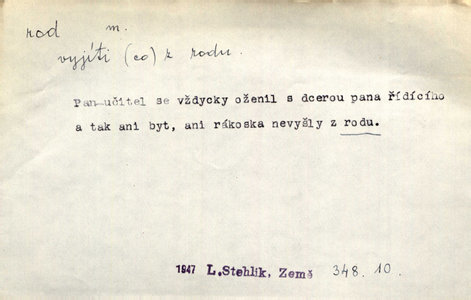 rod m.
vyjíti (co) z rodu.
Pan učitel se vždycky oženil s dcerou pana řídícího
a tak ani byt, ani rákoska nevyšly z rodu.
1947 L. Stehlík, Země 348. 10.